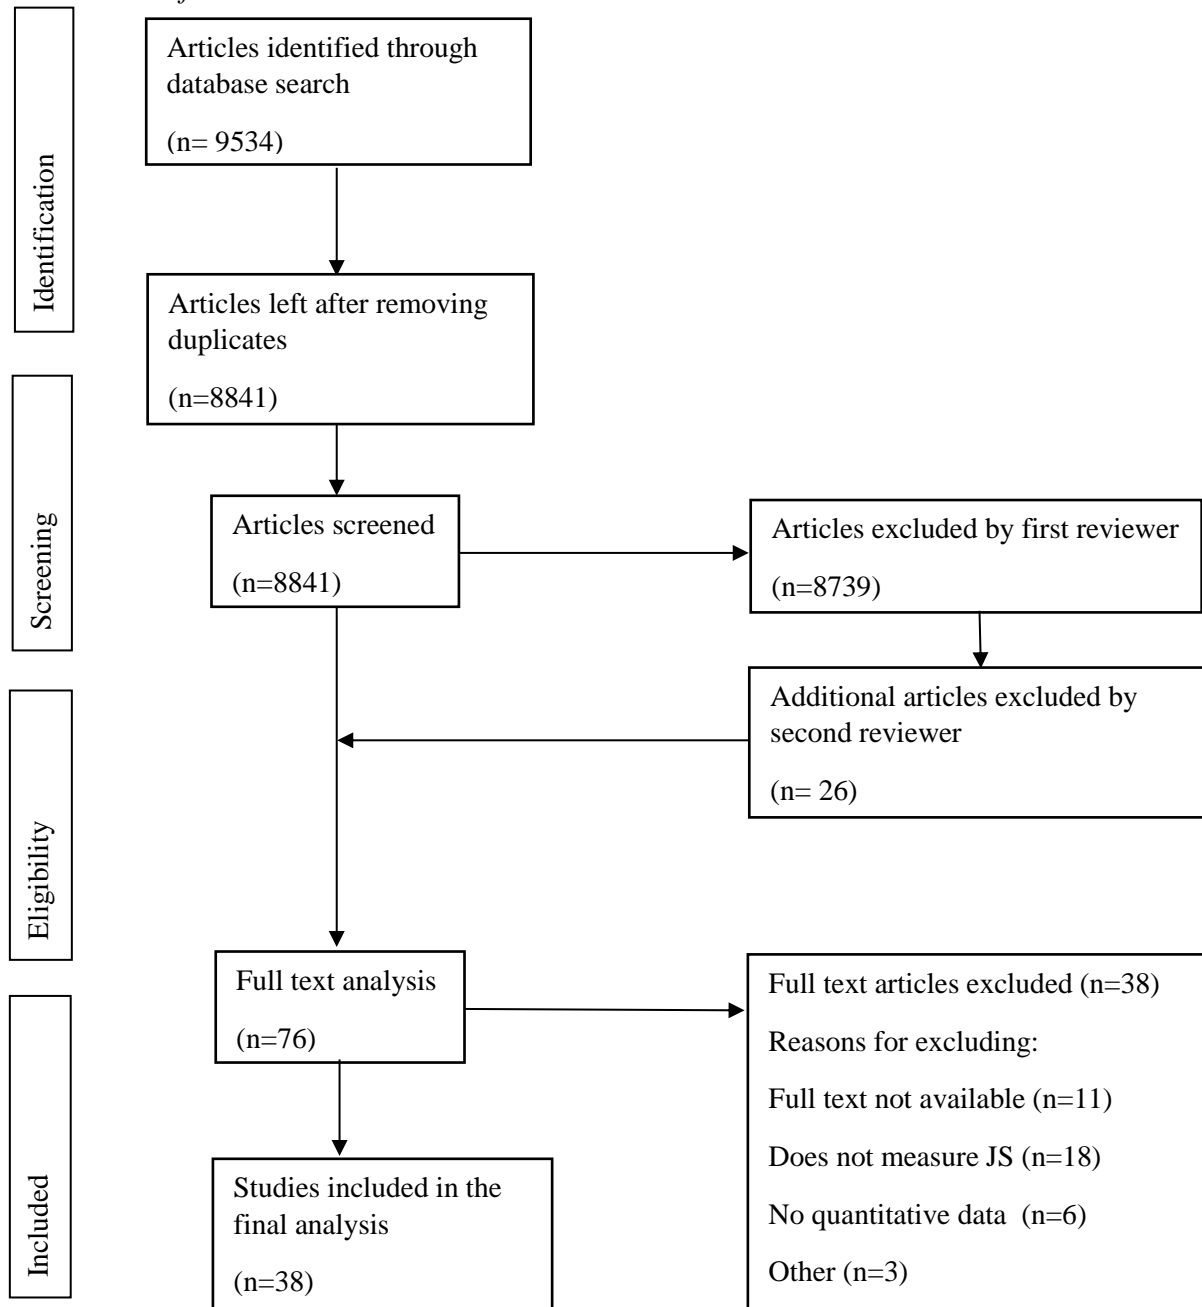 Identification
Articles identified through
database search
(n= 9534)
Articles left after removing
duplicates
(n=8841)
Screening
Articles screened
(n=8841)
Articles excluded by first reviewer
(n=8739)
Additional articles excluded by
second reviewer
(n= 26)
Eligibility
Full text analysis
(n=76)
Full text articles excluded (n=38)
Reasons for excluding:
Full text not available (n=11)
Does not measure JS (n=18)
No quantitative data (n=6)
Other (n=3)
Included
Studies included in the
final analysis
(n=38)